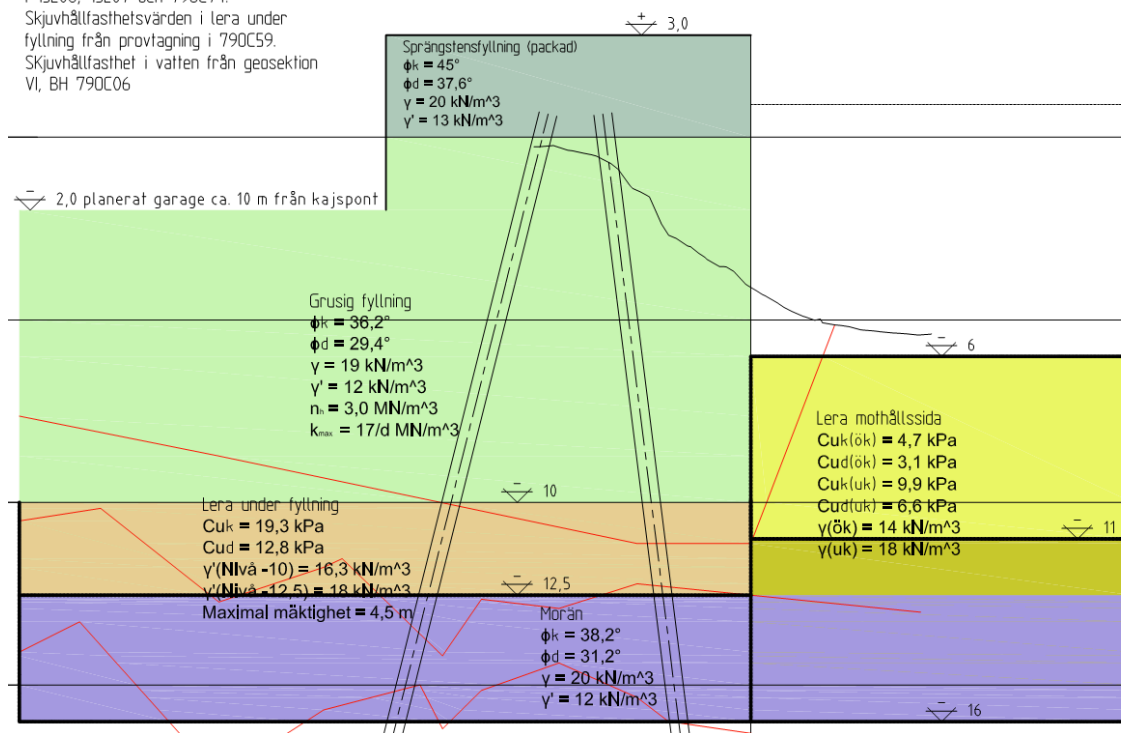 Skjuvhållfasthetsvärden i lera under
fyllning från provtagning i 790C59.
SKjuvhållfasthet i vatten från geosektion
VI, BH 790C06
+ 3,0
Sprängstensfyllning (packad)
ϕk = 45°
ϕd = 37,6°
γ = 20 kN/m^3
γ' = 13 kN/m^3
- 2,0 planerat garage ca. 10 m från kajspont
Grusig fyllning
ϕk = 36,2°
ϕd = 29,4°
γ = 19 kN/m^3
γ' = 12 kN/m^3
nh = 3,0 MN/m^3
kmax = 17/d MN/m^3
- 6
Lera mothållssida
Cuk(ök) = 4,7 kPa
Cud(ök) = 3,1 kPa
Cuk(uk) = 9,9 kPa
Cud(uk) = 6,6 kPa
γ(ök) = 14 kN/m^3
γ(uk) = 18 kN/m^3
- 10
- 11
Lera under fyllning
Cuk = 19,3 kPa
Cud = 12,8 kPa
γ'(NIvå -10) = 16,3 kN/m^3
γ'(Nivå -12,5) = 18 kN/m^3
Maximal mäktighet = 4,5 m
- 12,5
Morän
ϕk = 38,2°
ϕd = 31,2°
γ = 20 kN/m^3
γ' = 12 kN/m^3
- 16